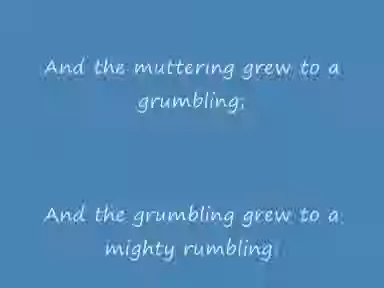 And the muttering grew to a
grumbling;
And the grumbling grew to a
mighty rumbling